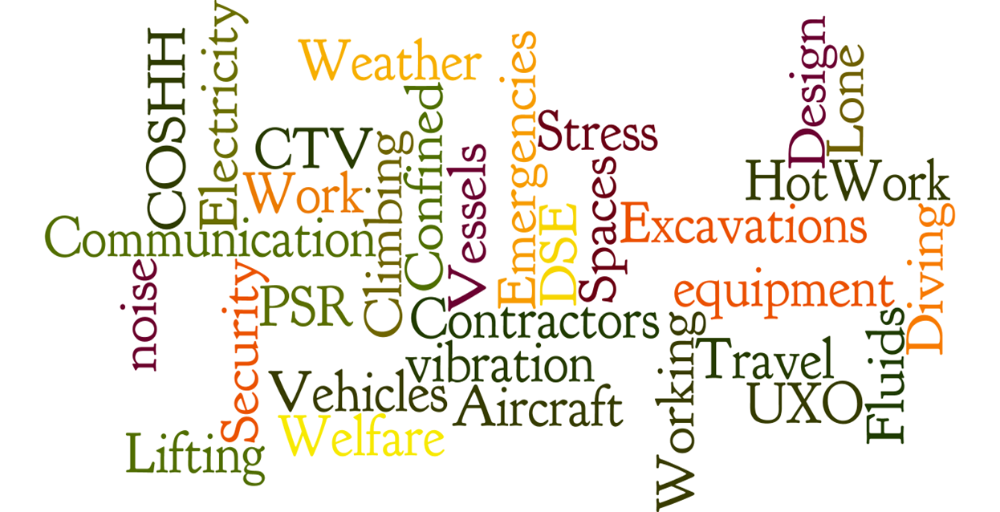 COSHH
Electricity
Weather
Emergencies
Design
Lone
Confined
Stress
CTV
Climbing
Vessels
Spaces
HotWork
Work
DSE
Excavations
Diving
Communication
noise
Security
PSR
equipment
Contractors
Working
Fluids
Travel
vibration
Vehicles
Aircraft
UXO
Welfare
Lifting